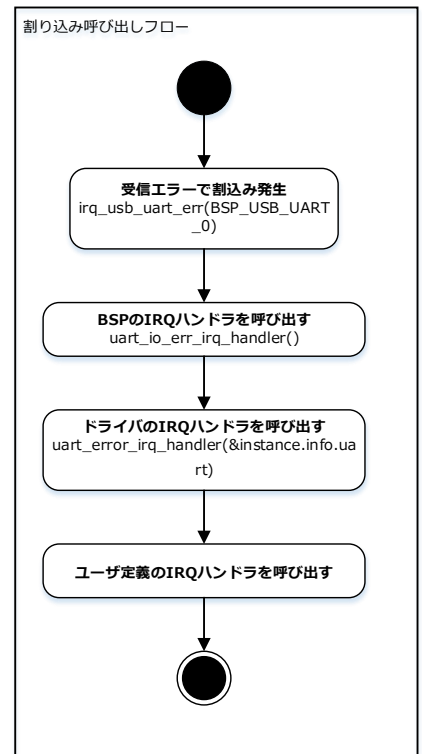 割り込み呼び出しフロー
受信エラーで割込み発生
irq_usb_uart_err(BSP_USB_UART
_0)
BSPのIRQハンドラを呼び出す
uart_io_err_irq_handler()
ドライバのIRQハンドラを呼び出す
uart_error_irq_handler(&instance.info.ua
rt)
ユーザ定義のIRQハンドラを呼び出す